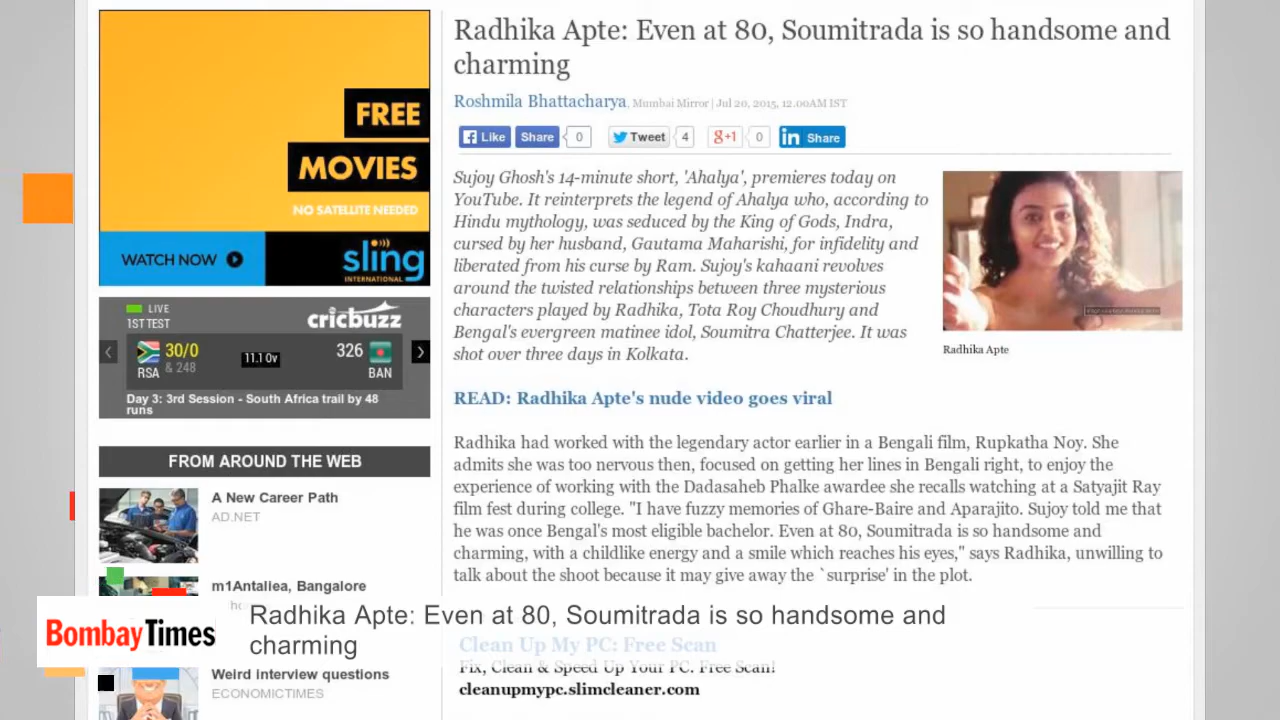 FREE
MOVIES
NO SATELLITE NEEDED
WATCH NOW
sling
INTERNATIONAL
LIVE
1ST TEST
cricbuzz
30/0
& 248
RSA
11.1 Ov
326
BAN
Day 3: 3rd Session - South Africa trail by 48
runs
FROM AROUND THE WEB
A New Career Path
AD.NET
m1Antaliea, Bangalore
Weird interview questions
ECONOMICTIMES
Radhika Apte: Even at 80, Soumitrada is so handsome and
charming
Roshmila Bhattacharya, Mumbai Mirror | Jul 20, 2015, 12.00AM IST
Like Share 0 Tweet 4 g+1 0 in Share
Sujoy Ghosh's 14-minute short, 'Ahalya', premieres today on
YouTube. It reinterprets the legend of Ahalya who, according to
Hindu mythology, was seduced by the King of Gods, Indra,
cursed by her husband, Gautama Maharishi, for infidelity and
liberated from his curse by Ram. Sujoy's kahaani revolves
around the twisted relationships between three mysterious
characters played by Radhika, Tota Roy Choudhury and
Bengal's evergreen matinee idol, Soumitra Chatterjee. It was
shot over three days in Kolkata.
Radhika Apte
READ: Radhika Apte's nude video goes viral
Radhika had worked with the legendary actor earlier in a Bengali film, Rupkatha Noy. She
admits she was too nervous then, focused on getting her lines in Bengali right, to enjoy the
experience of working with the Dadasaheb Phalke awardee she recalls watching at a Satyajit Ray
film fest during college. "I have fuzzy memories of Ghare-Baire and Aparajito. Sujoy told me that
he was once Bengal's most eligible bachelor. Even at 80, Soumitrada is so handsome and
charming, with a childlike energy and a smile which reaches his eyes," says Radhika, unwilling to
talk about the shoot because it may give away the `surprise' in the plot.
BombayTimes
Radhika Apte: Even at 80, Soumitrada is so handsome and
charming
Clean Up My PC: Free Scan
Fix, Clean & Speed Up Your PC. Free Scan!
cleanupmypc.slimcleaner.com